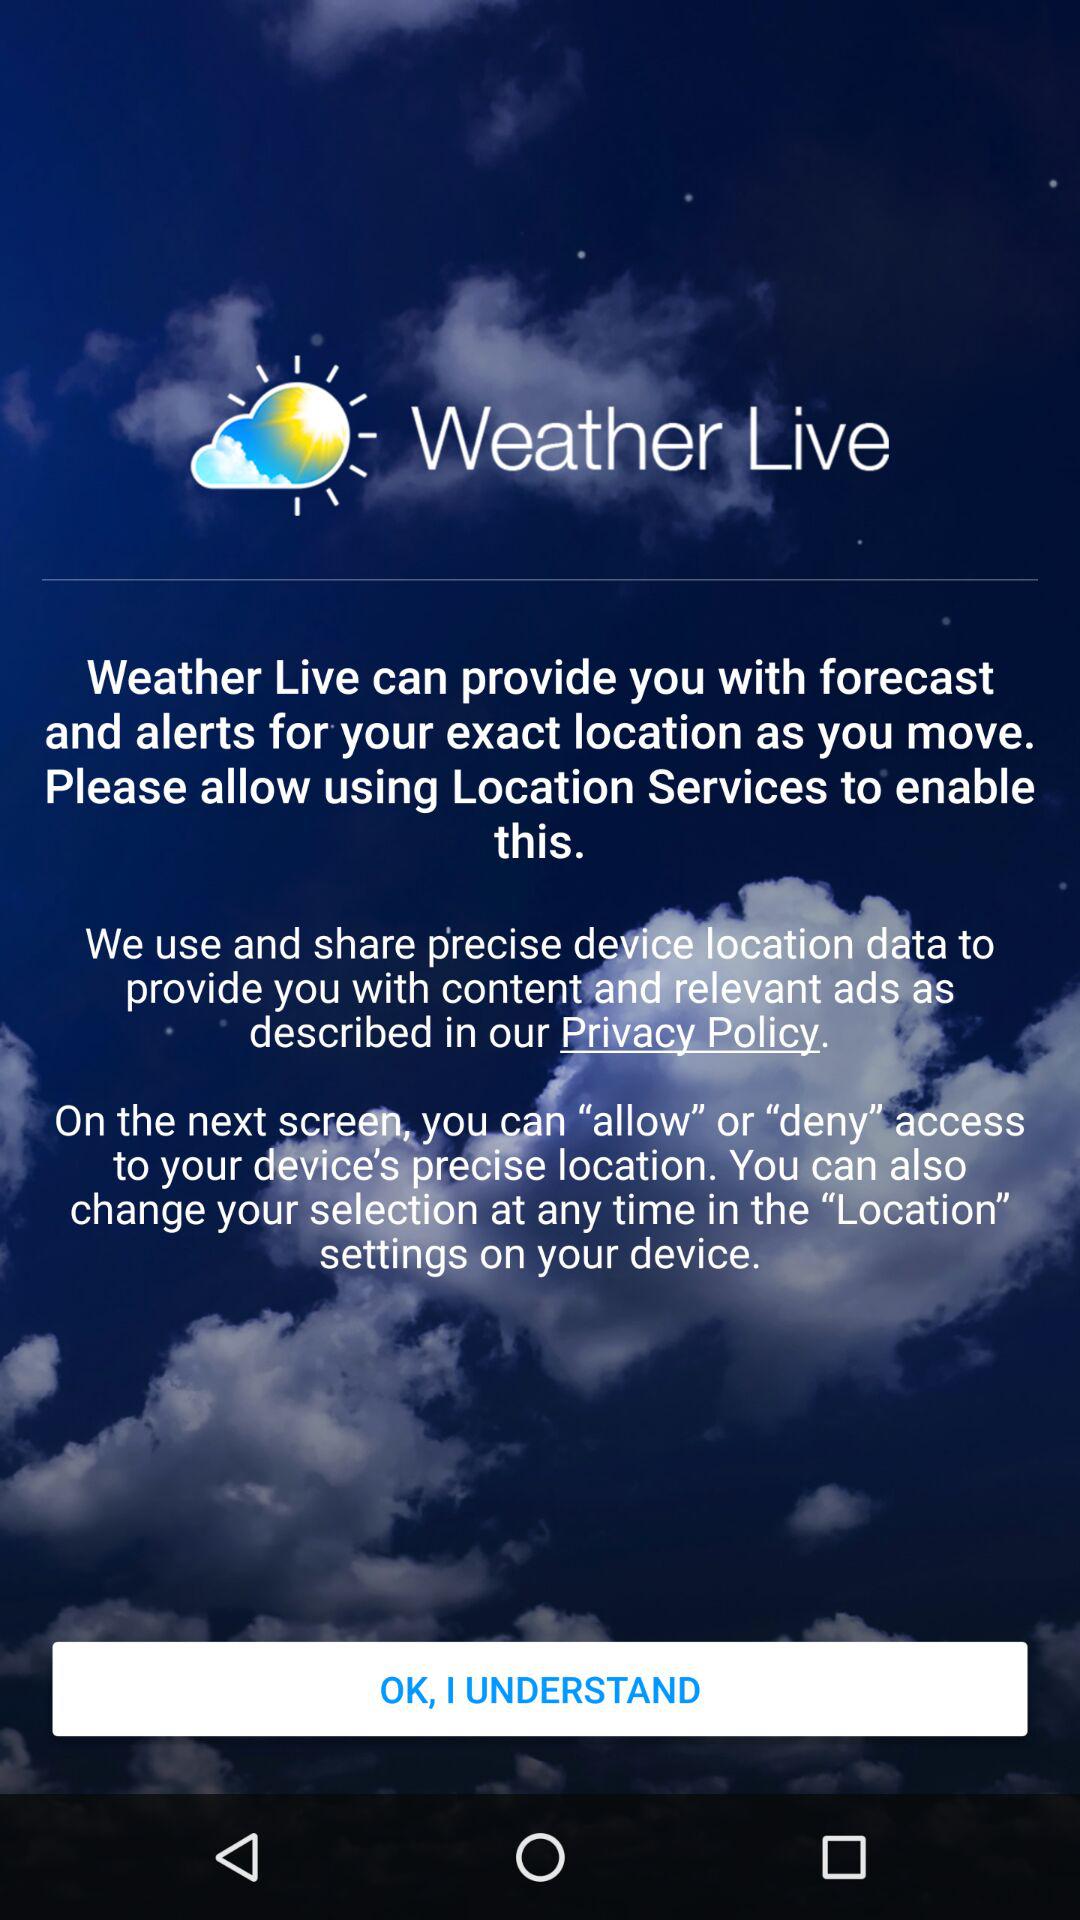 Weather Live
Weather Live can provide you with forecast
and alerts for your exact location as you move.
Please allow using Location Services to enable
this.
We use and share precise device location data to
provide you with content and relevant ads as
described in our Privacy Policy.
On the next screen, you can “allow” or “deny” access
to your device’s precise location. You can also
change your selection at any time in the “Location”
settings on your device.
OK, I UNDERSTAND